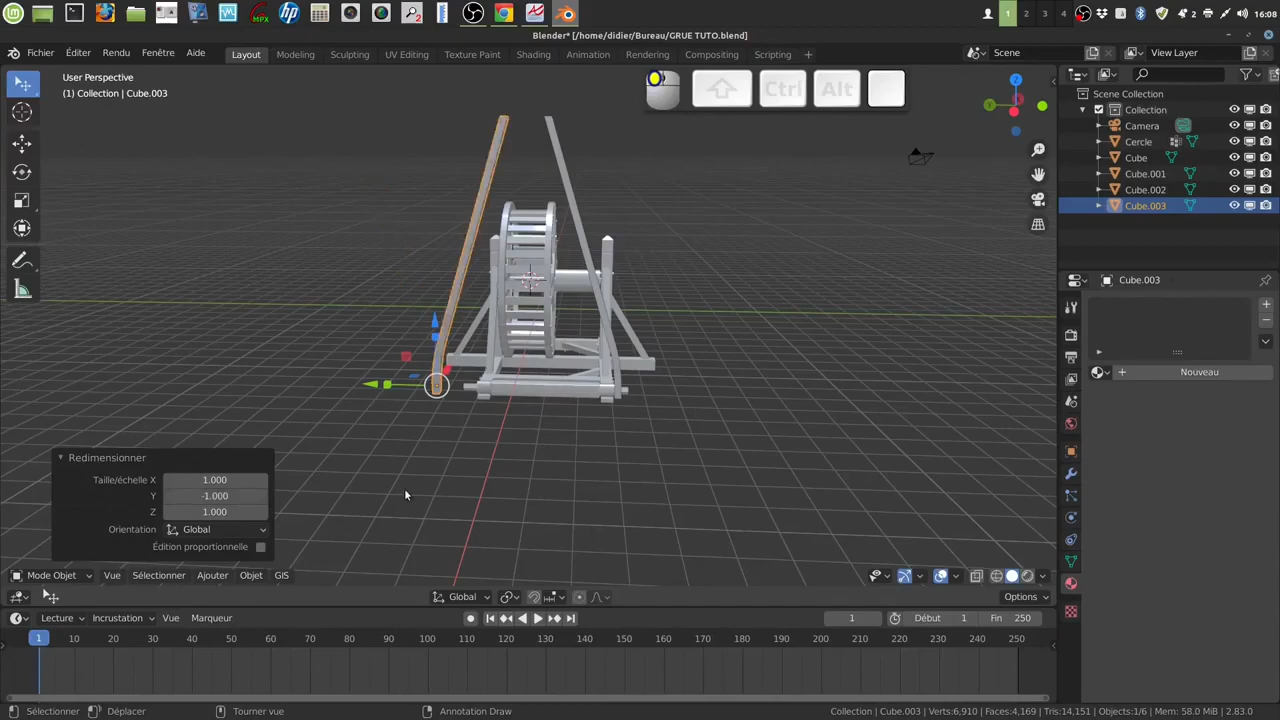 MPX
1
2
3
4
16:08
Blender* [/home/didier/Bureau/GRUE TUTO.blend]
Fichier
Éditer
Rendu
Fenêtre
Aide
Layout
Modeling
Sculpting
UV Editing
Texture Paint
Shading
Animation
Rendering
Compositing
Scripting
+
Scene
View Layer
User Perspective
(1) Collection | Cube.003
Ctrl
Alt
Z
X
Y
Scene Collection
Collection
Camera
Cercle
Cube
Cube.001
Cube.002
Cube.003
Cube.003
Nouveau
Redimensionner
Taille/échelle X
1.000
Y
-1.000
Z
1.000
Orientation
Global
Édition proportionnelle
Mode Objet
Vue
Sélectionner
Ajouter
Objet
GIS
Global
Options
Lecture
Incrustation
Vue
Marqueur
1
Début
1
Fin
250
1
10
20
30
40
50
60
70
80
90
100
110
120
130
140
150
160
170
180
190
200
210
220
230
240
250
Sélectionner
Déplacer
Tourner vue
Annotation Draw
Collection | Cube.003 | Verts:6,910 | Faces:4,169 | Tris:14,151 | Objects:1/6 | Mem: 58.0 MiB | 2.83.0